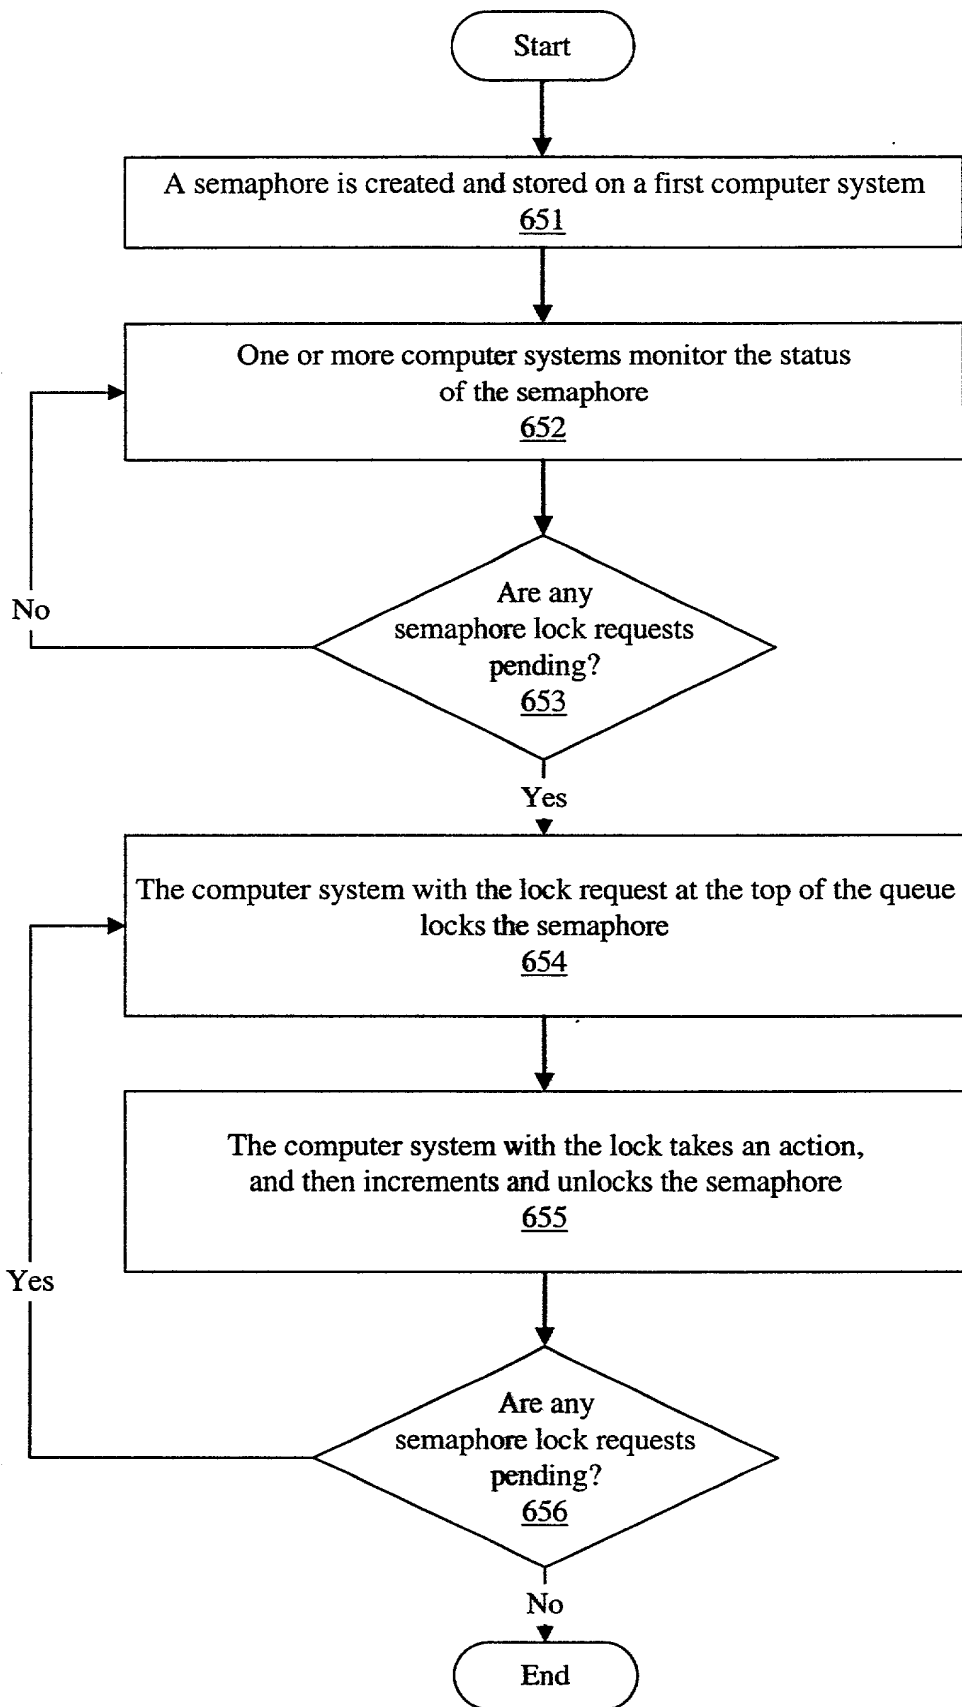 Start
A semaphore is created and stored on a first computer system
651
One or more computer systems monitor the status
of the semaphore
652
No
Are any
semaphore lock requests
pending?
653
Yes
The computer system with the lock request at the top of the queue
locks the semaphore
654
The computer system with the lock takes an action,
and then increments and unlocks the semaphore
655
Yes
Are any
semaphore lock requests
pending?
656
No
End